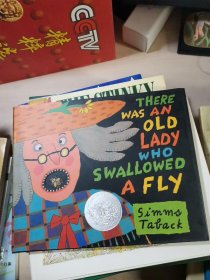 CCTV
THERE
WAS AN
OLD
LADY
WHO
SWALLOWED
A FLY
Simms
Taback